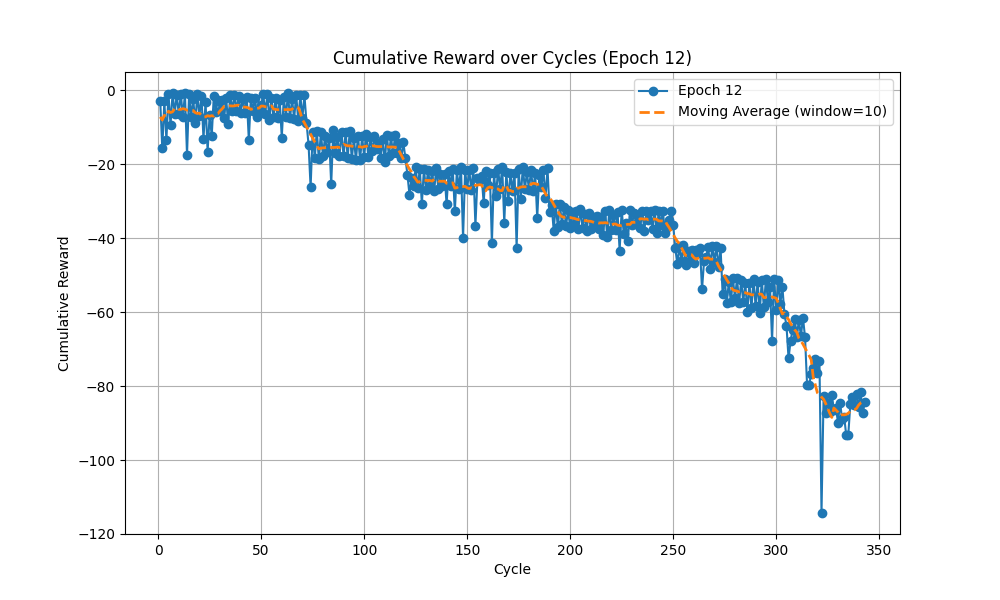 Cumulative Reward over Cycles (Epoch 12)
Epoch 12
Moving Average (window=10)
Cumulative Reward
0
−20
−40
−60
−80
−100
−120
0 50 100 150 200 250 300 350
Cycle